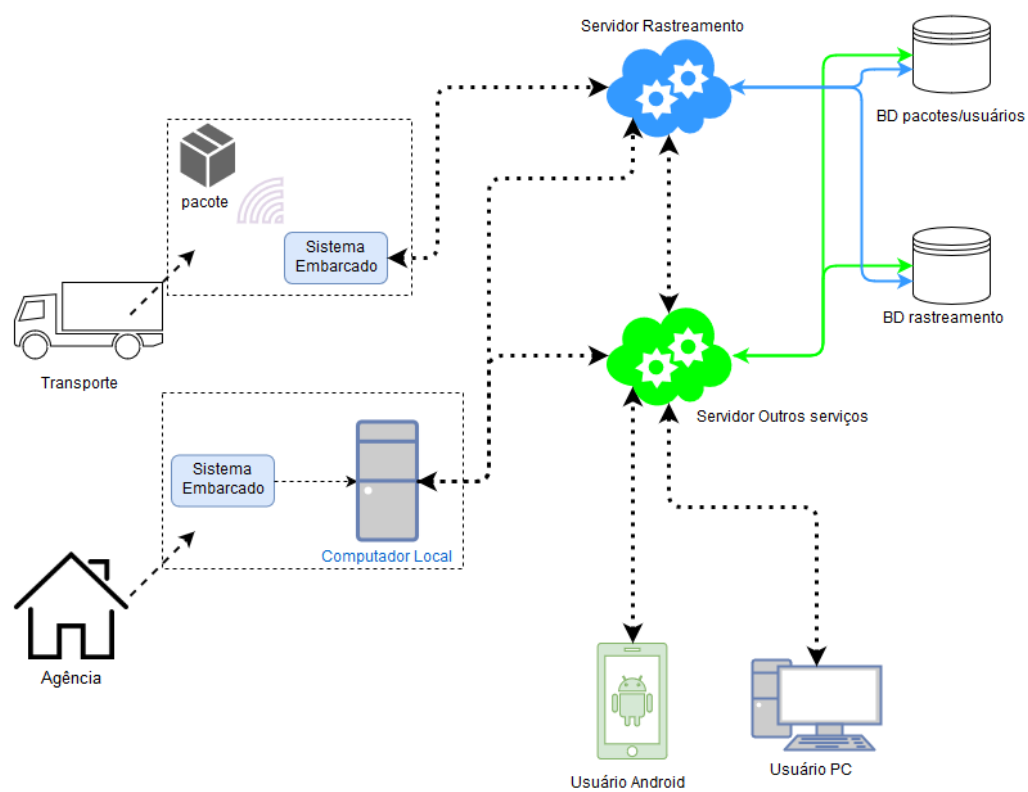 Servidor Rastreamento
BD pacotes/usuários
pacote
Sistema
Embarcado
BD rastreamento
Transporte
Servidor Outros serviços
Sistema
Embarcado
Computador Local
Agência
Usuário Android
Usuário PC